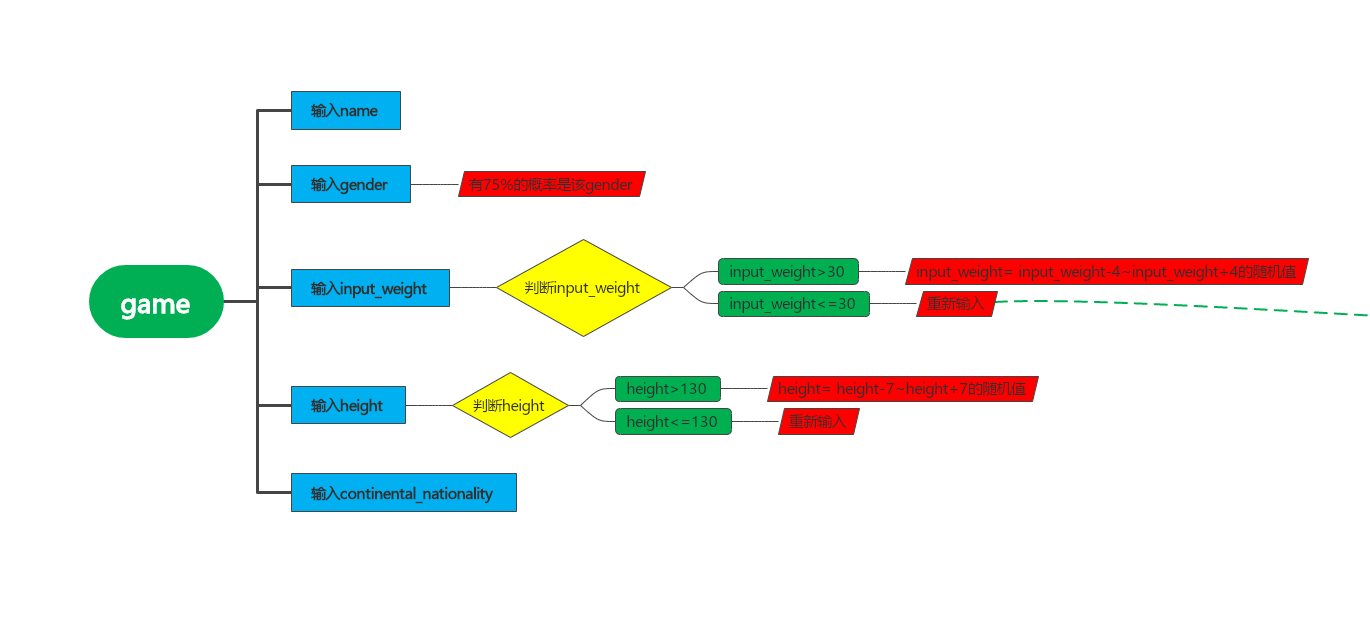 game
输入name
输入gender
有75%的概率是该gender
输入input_weight
判断input_weight
input_weight>30
input_weight= input_weight-4~input_weight+4的随机值
input_weight<=30
重新输入
输入height
判断height
height>130
height= height-7~height+7的随机值
height<=130
重新输入
输入continental_nationality